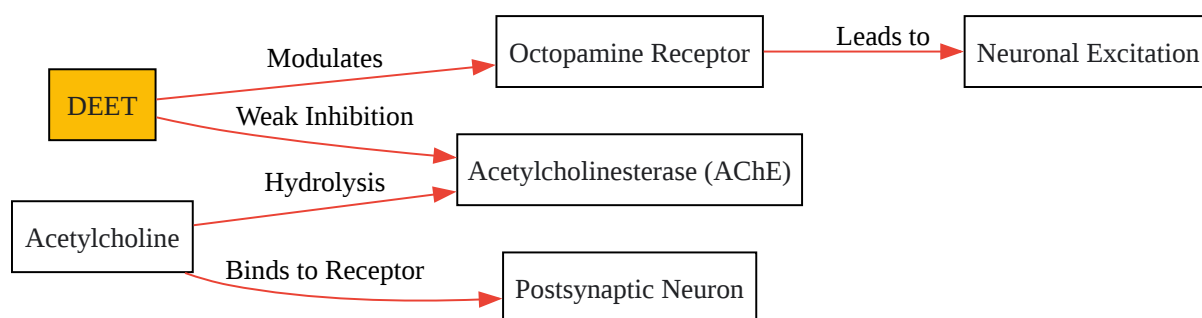 Modulates
Octopamine Receptor
Leads to
Neuronal Excitation
DEET
Weak Inhibition
Acetylcholinesterase (AChE)
Hydrolysis
Acetylcholine
Binds to Receptor
Postsynaptic Neuron